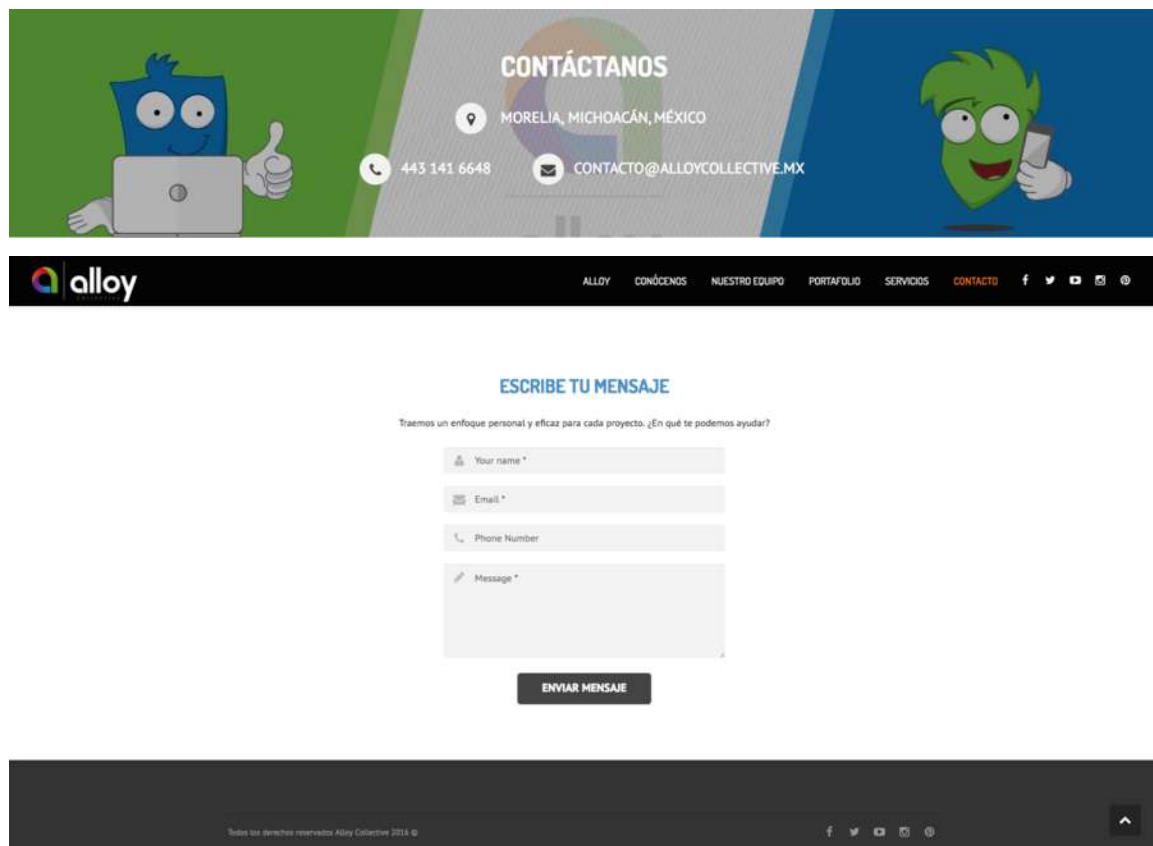 CONTÁCTANOS
MORELIA, MICHOACÁN, MÉXICO
443 141 6648 CONTACTO@ALLOYCOLLECTIVE.MX
alloy
alloy
COLLECTIVE
ALLOY CONÓCENOS NUESTRO EQUIPO PORTAFOLIO SERVICIOS CONTACTO
ESCRIBE TU MENSAJE
Traemos un enfoque personal y eficaz para cada proyecto. ¿En qué te podemos ayudar?
Your name *
Email *
Phone Number
Message *
ENVIAR MENSAJE
Todos los derechos reservados Alloy Collective 2016 ©